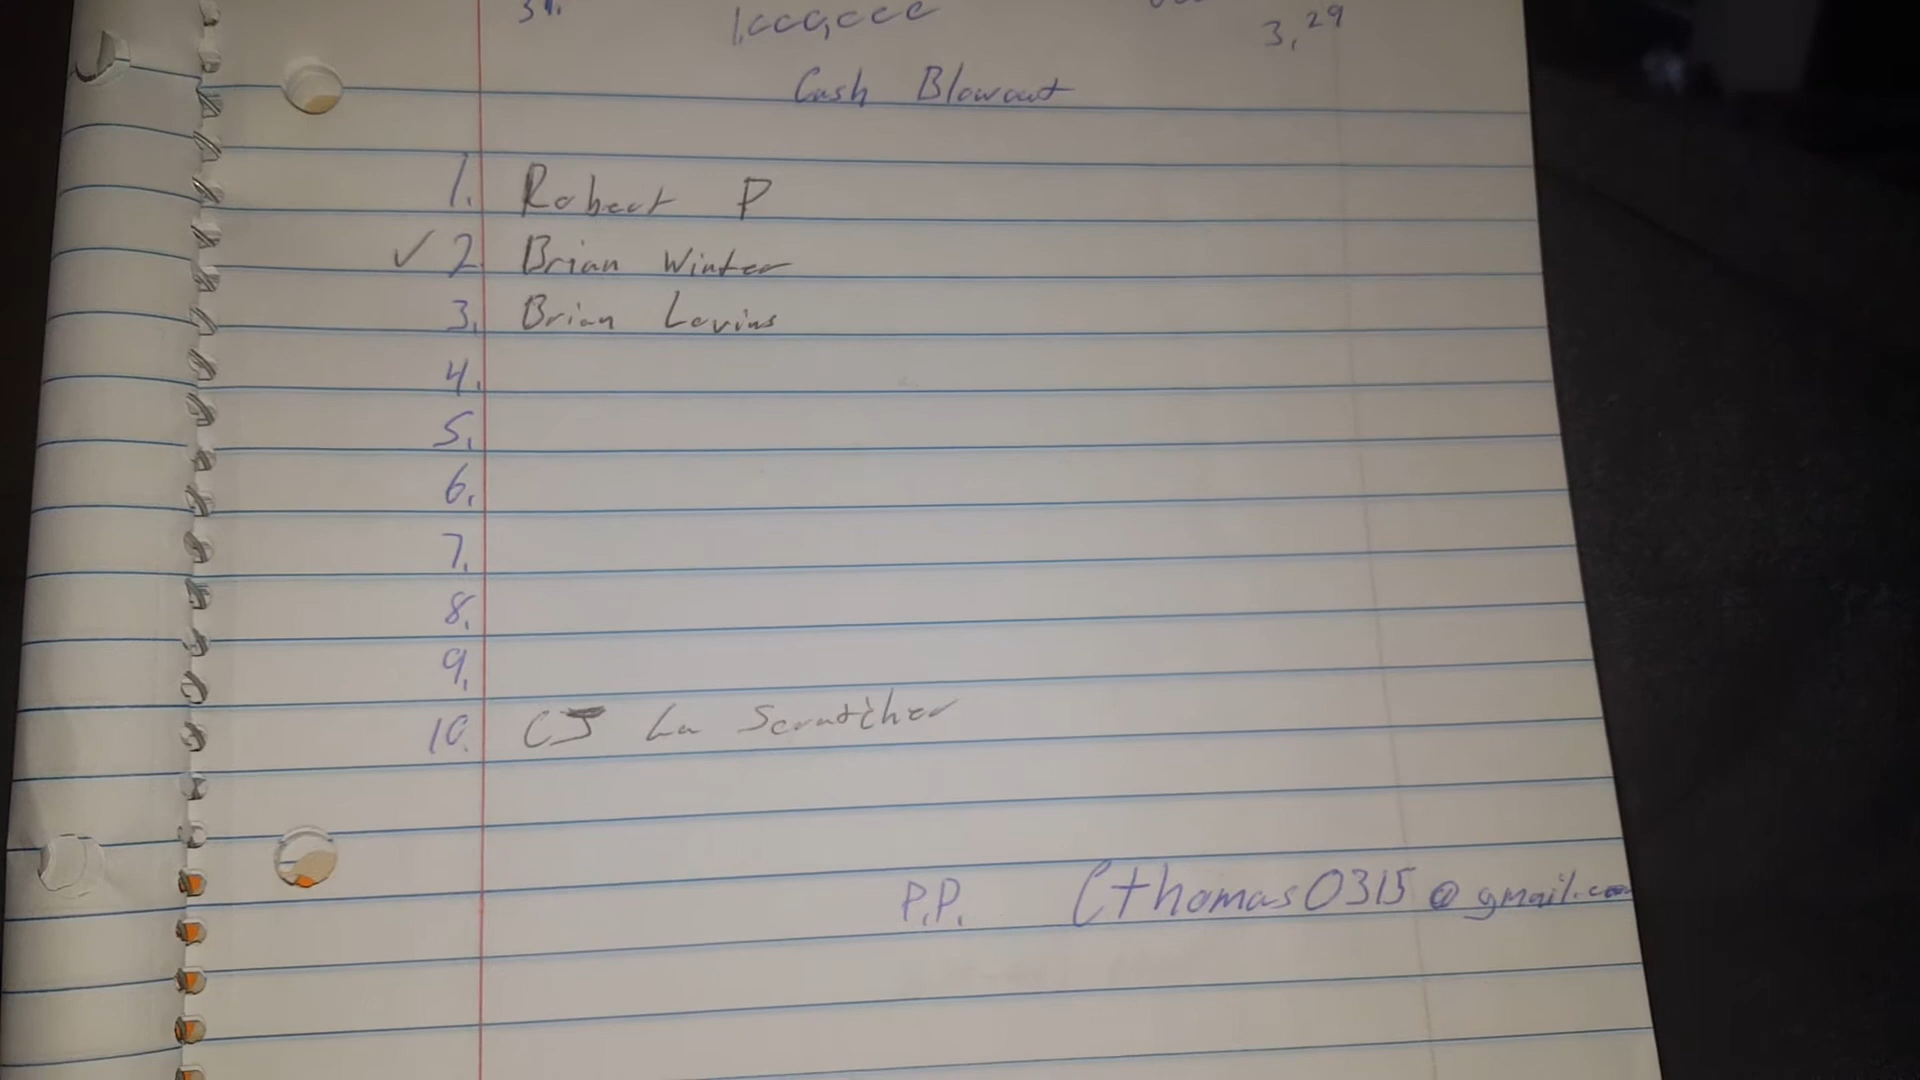 1,000,000 3,29
Cash Blowout
1. Robert P
✓ 2. Brian Winter
3. Brian Lovins
4.
5.
6.
7.
8.
9.
10. CJ La Scratcher
P.P. Cthomas0315@gmail.com